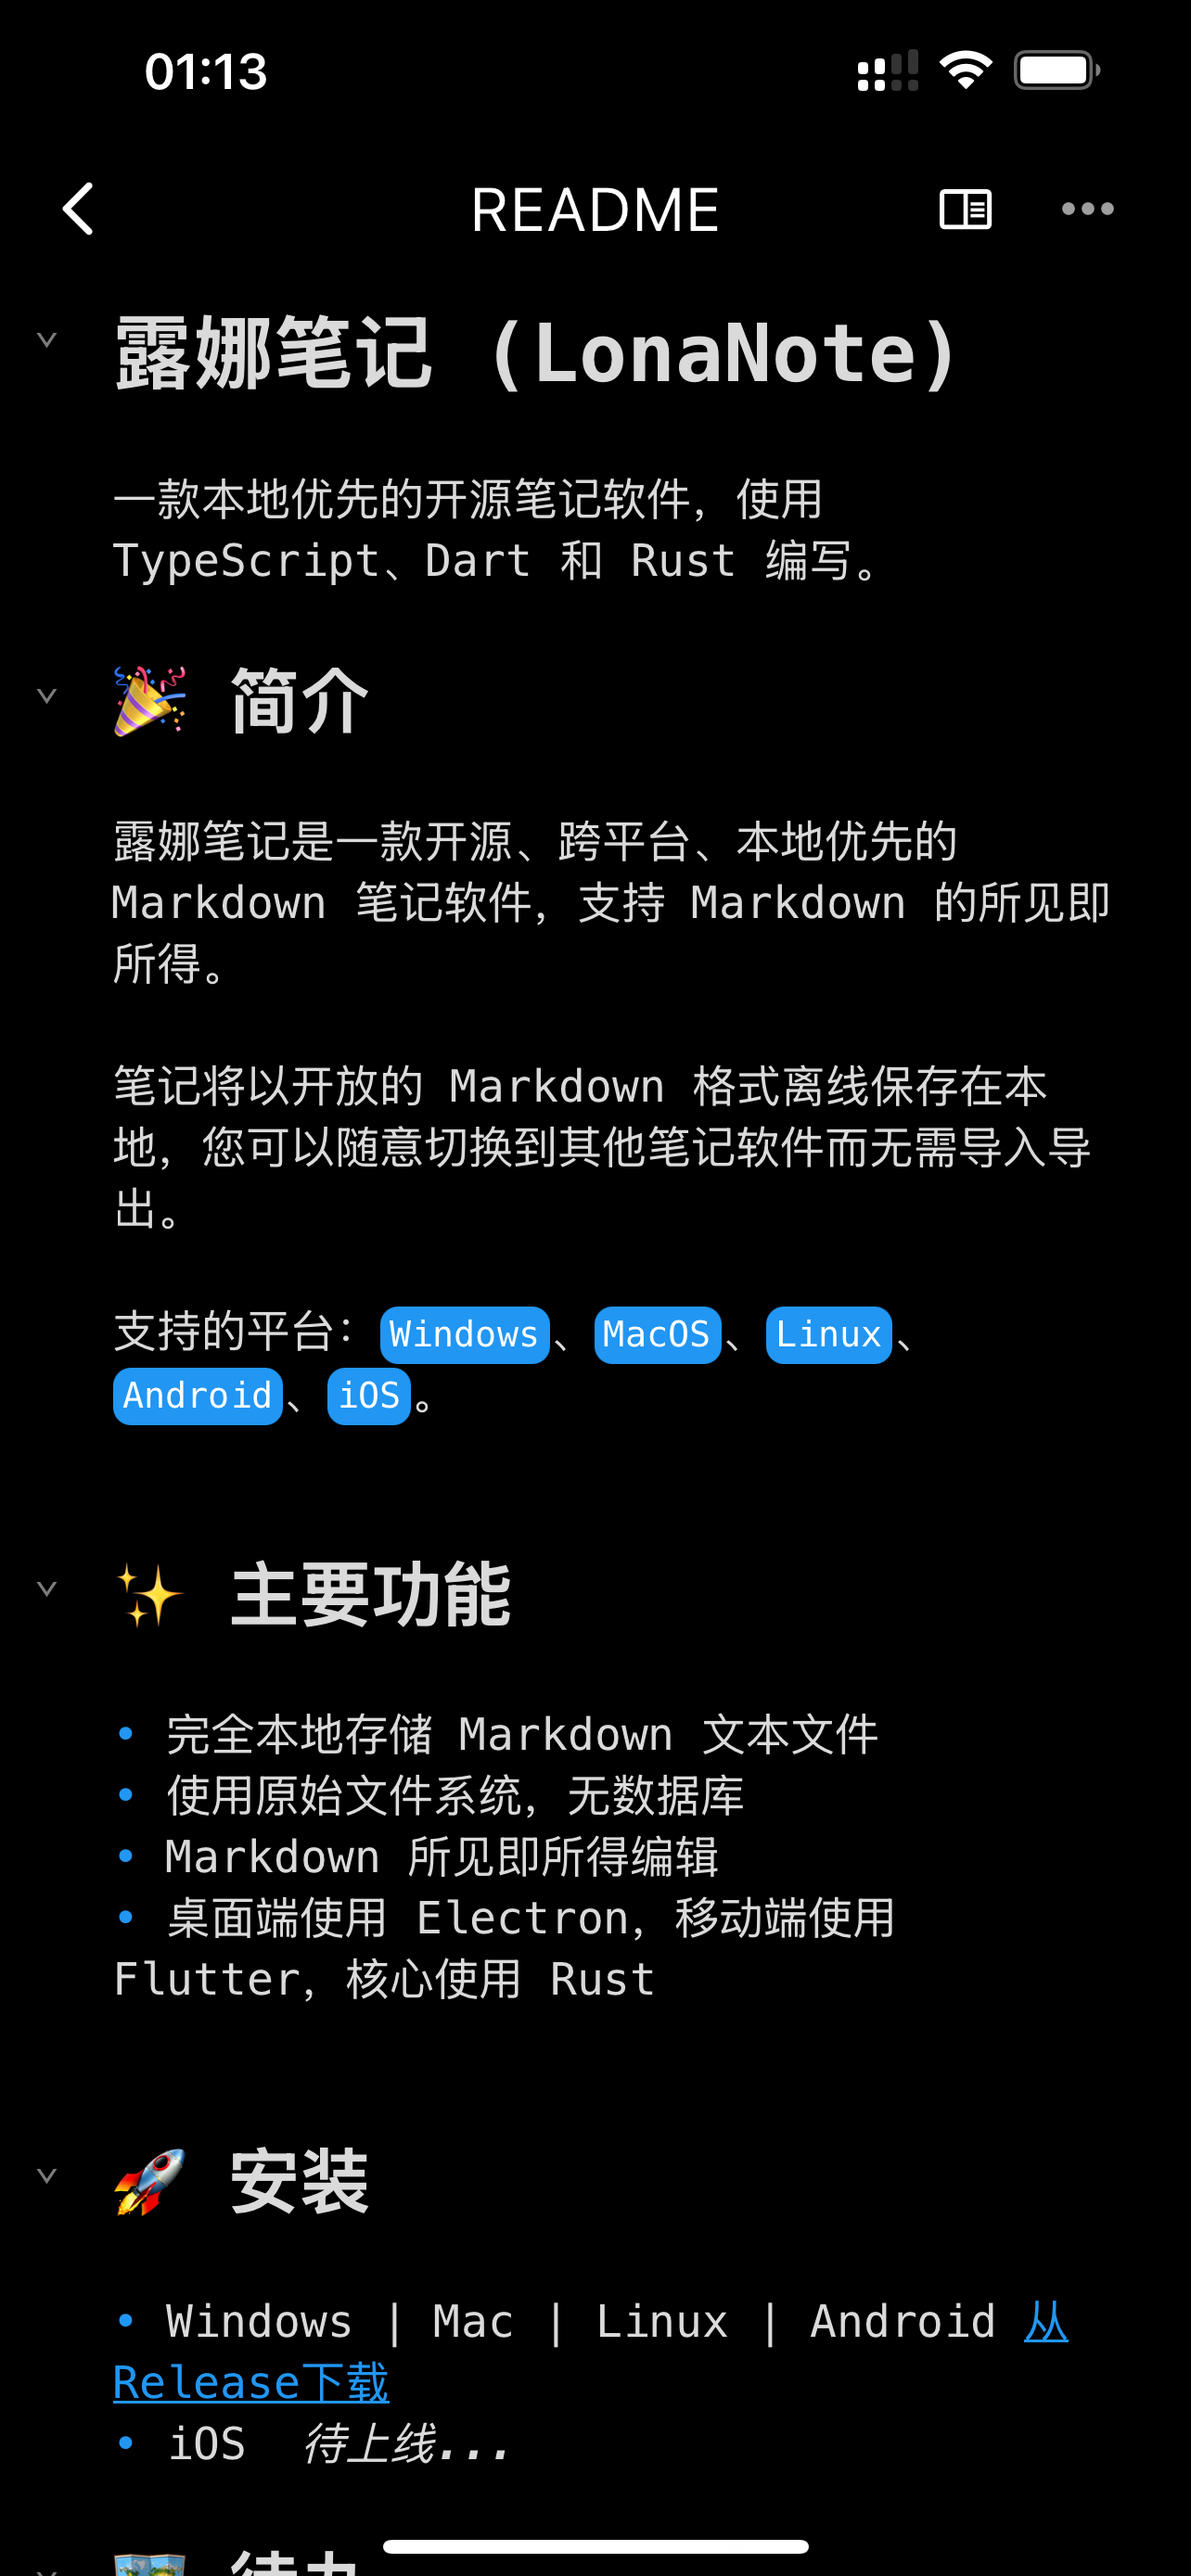 01:13
README
露娜笔记 (LonaNote)
一款本地优先的开源笔记软件，使用
TypeScript、Dart 和 Rust 编写。
🎉 简介
露娜笔记是一款开源、跨平台、本地优先的
Markdown 笔记软件，支持 Markdown 的所见即
所得。
笔记将以开放的 Markdown 格式离线保存在本
地，您可以随意切换到其他笔记软件而无需导入导
出。
支持的平台：Windows、MacOS、Linux、
Android、iOS。
✨ 主要功能
• 完全本地存储 Markdown 文本文件
• 使用原始文件系统，无数据库
• Markdown 所见即所得编辑
• 桌面端使用 Electron，移动端使用
Flutter，核心使用 Rust
🚀 安装
• Windows | Mac | Linux | Android 从
Release下载
• iOS 待上线...